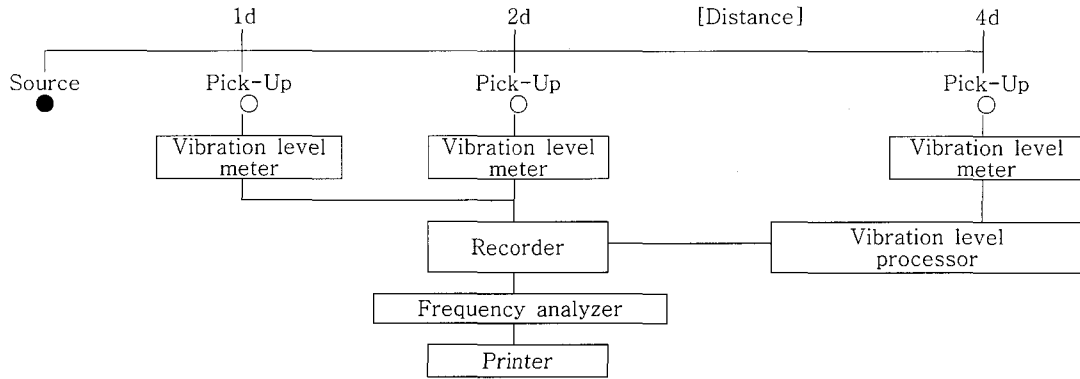 1d 2d [Distance] 4d
Source Pick-Up Pick-Up Pick-Up
Vibration level meter
Vibration level meter
Vibration level meter
Recorder
Vibration level processor
Frequency analyzer
Printer